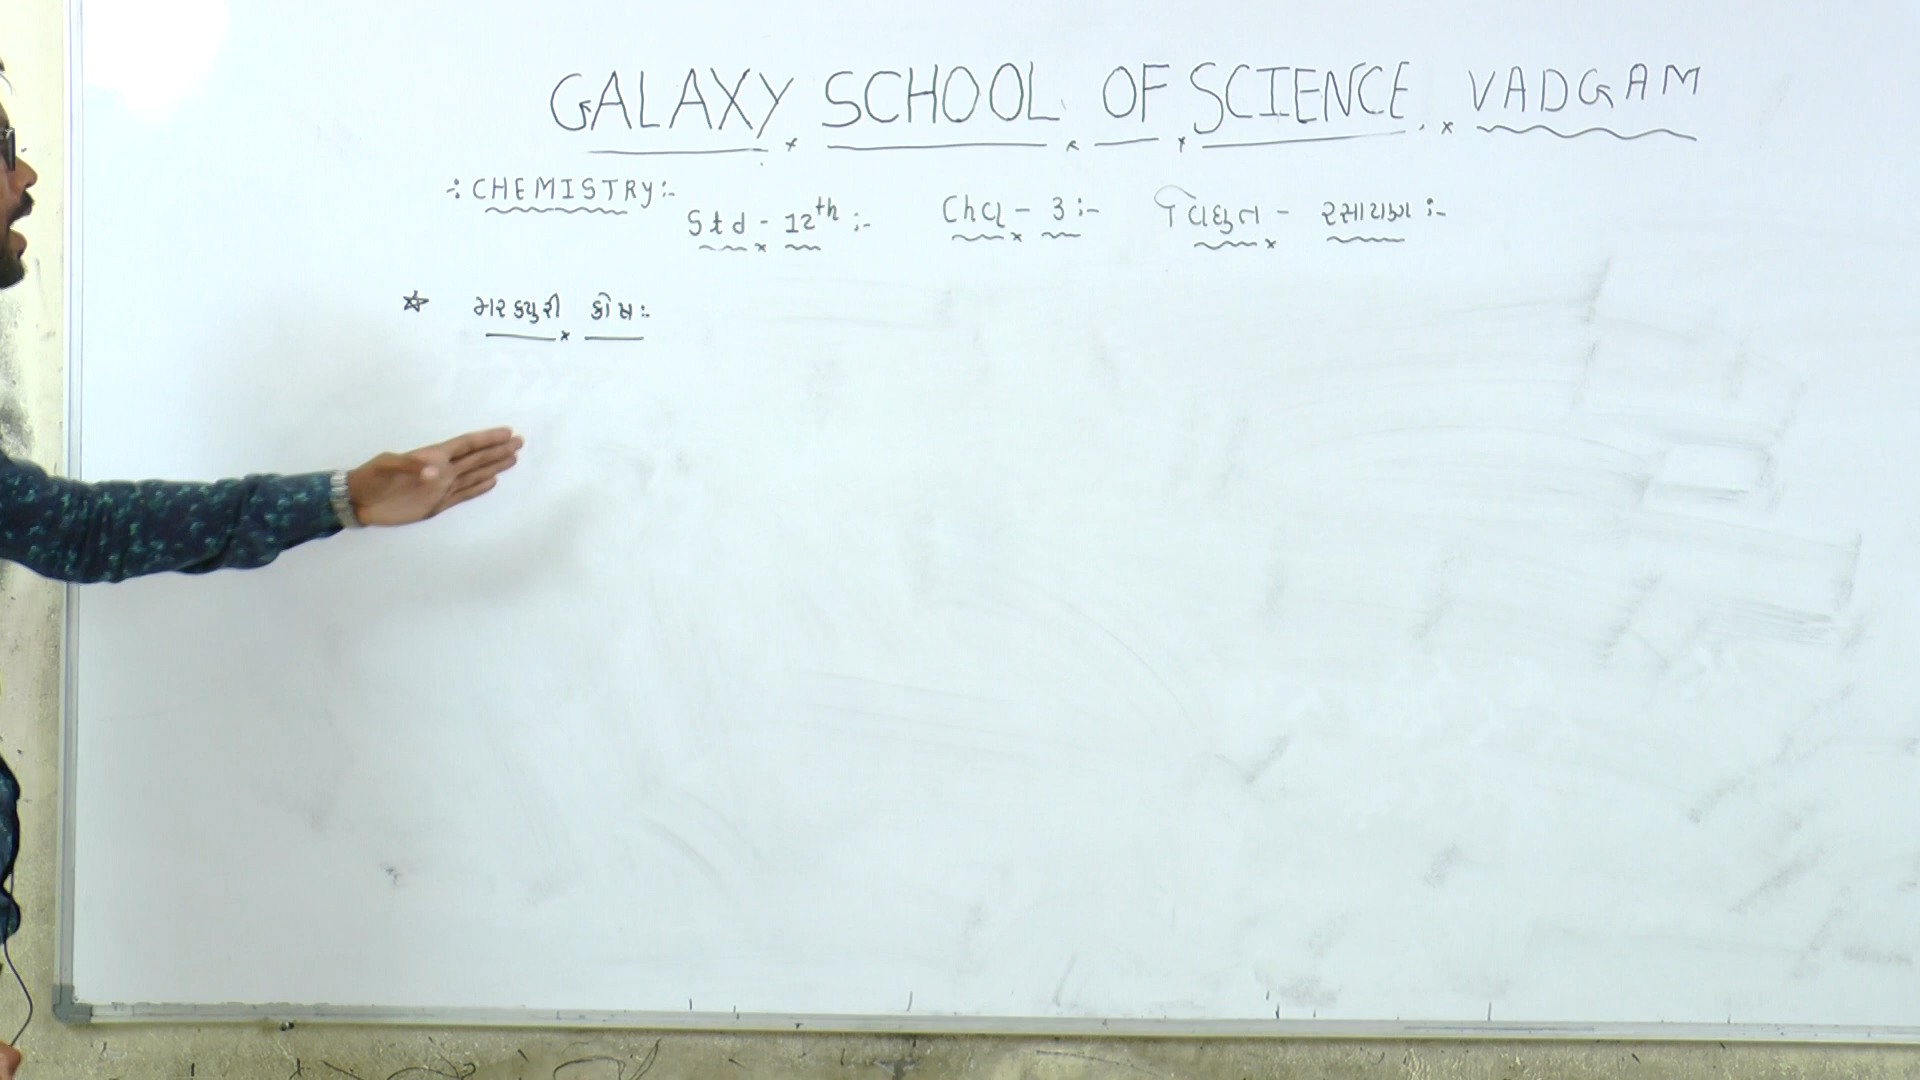 GALAXY SCHOOL OF SCIENCE. VADGAM
-: CHEMISTRY:-
Std - 12th :- Ch - 3 :- વિદ્યુત - રસાયણ :-
☆ મરક્યુરી કોષ: